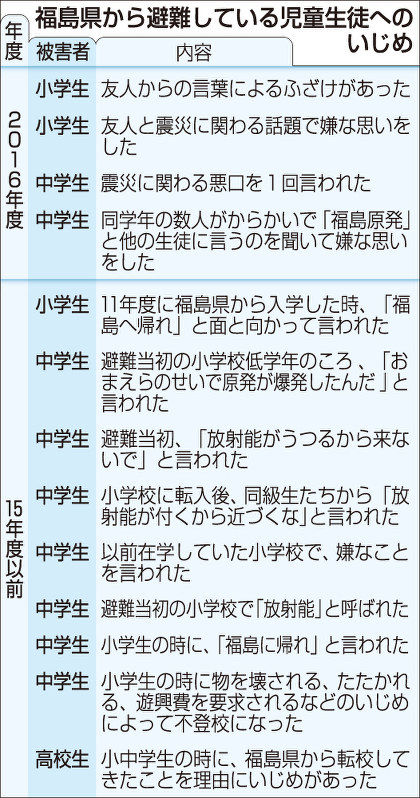 福島県から避難している児童生徒への
いじめ
年度
被害者
内容
2016年度
小学生
友人からの言葉によるふざけがあった
小学生
友人と震災に関わる話題で嫌な思いを
した
中学生
震災に関わる悪口を1回言われた
中学生
同学年の数人がからかいで「福島原発」
と他の生徒に言うのを聞いて嫌な思い
をした
15年度以前
小学生
11年度に福島県から入学した時、「福
島へ帰れ」と面と向かって言われた
中学生
避難当初の小学校低学年のころ、「お
まえらのせいで原発が爆発したんだ」と
言われた
中学生
避難当初、「放射能がうつるから来な
いで」と言われた
中学生
小学校に転入後、同級生たちから「放
射能が付くから近づくな」と言われた
中学生
以前在学していた小学校で、嫌なこと
を言われた
中学生
避難当初の小学校で「放射能」と呼ばれた
中学生
小学生の時に、「福島に帰れ」と言われた
中学生
小学生の時に物を壊される、たたかれ
る、遊興費を要求されるなどのいじめ
によって不登校になった
高校生
小中学生の時に、福島県から転校して
きたことを理由にいじめがあった